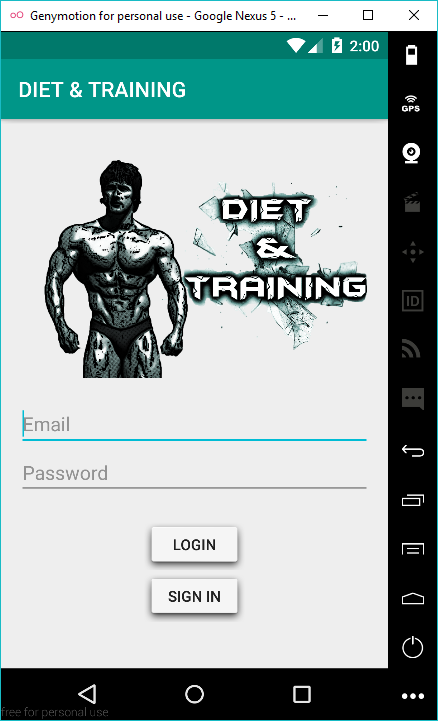 Genymotion for personal use - Google Nexus 5 - ...
2:00
GPS
DIET & TRAINING
DIET
&
TRAINING
ID
Email
Password
LOGIN
SIGN IN
free for personal use